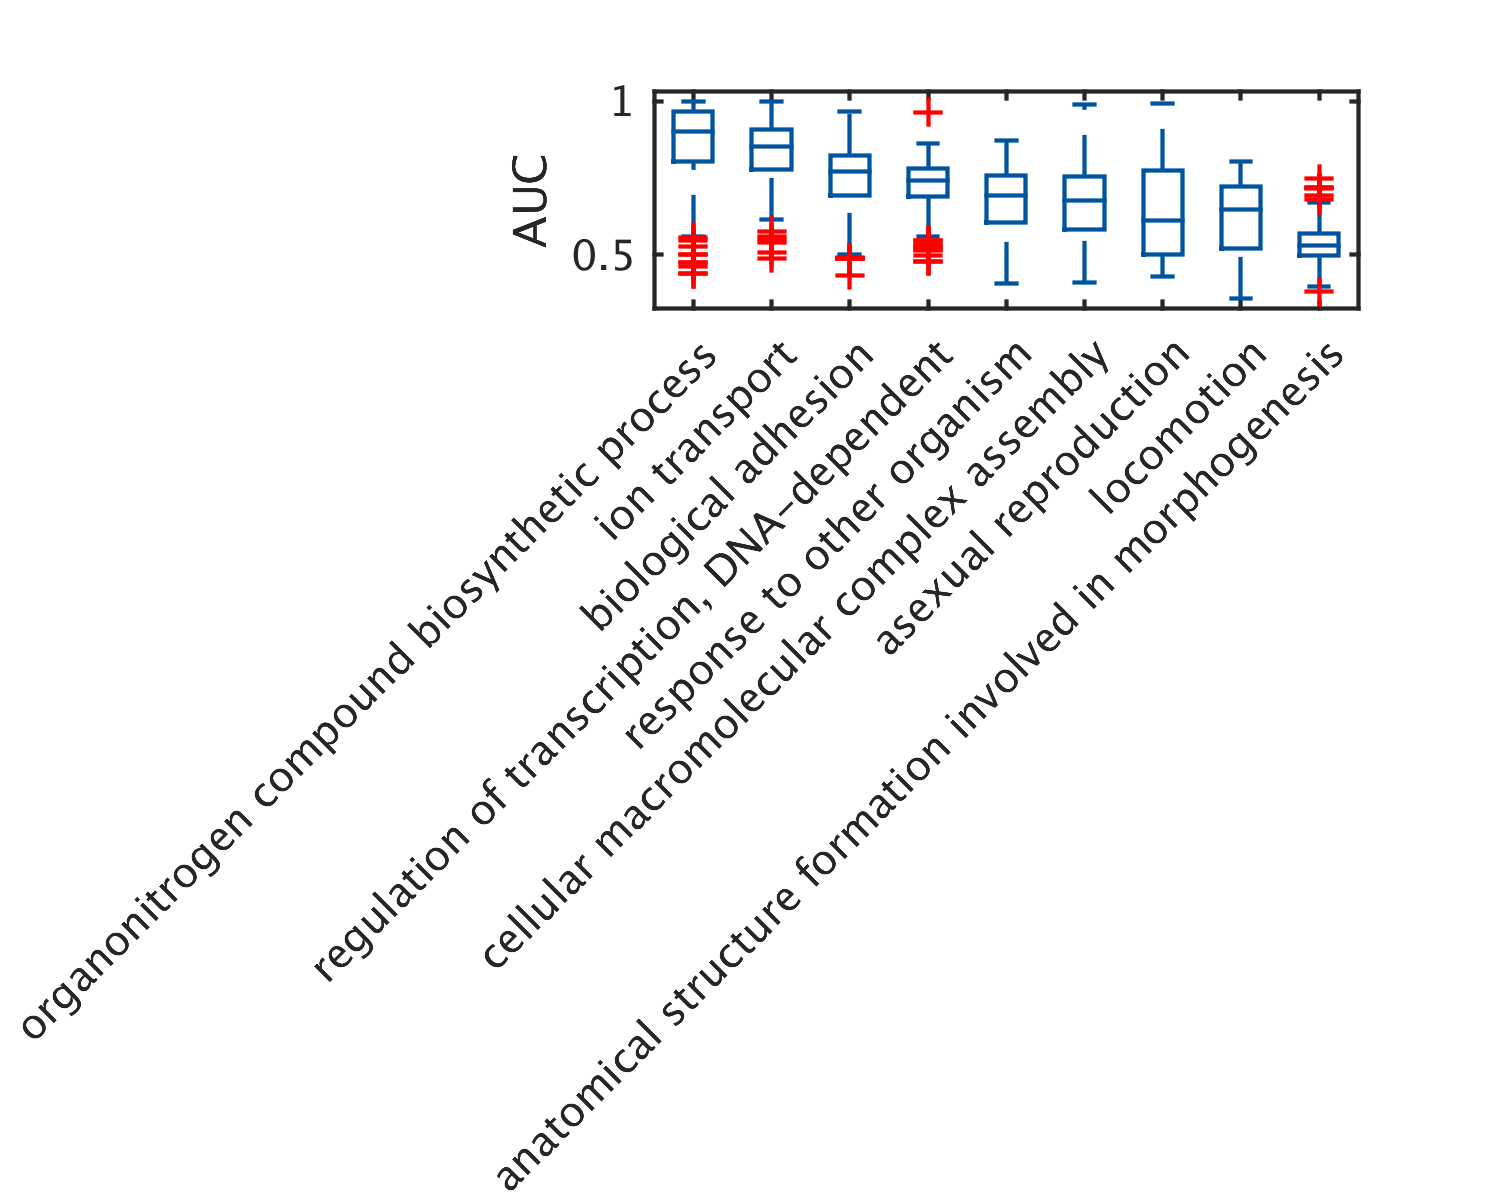 1
0.5
AUC
organonitrogen compound biosynthetic process
ion transport
biological adhesion
regulation of transcription, DNA−dependent
response to other organism
cellular macromolecular complex assembly
asexual reproduction
locomotion
anatomical structure formation involved in morphogenesis